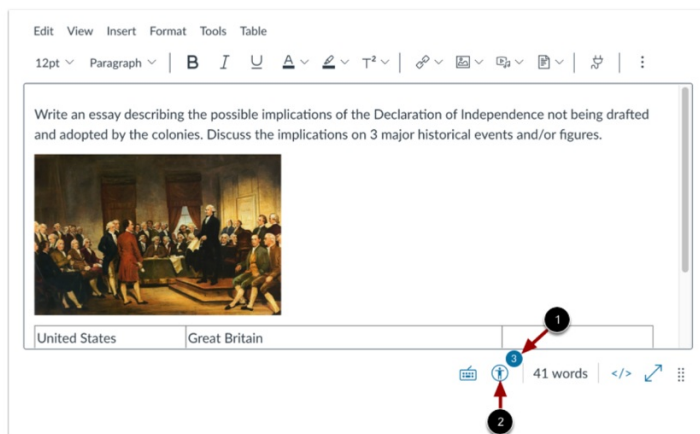 Edit View Insert Format Tools Table
12pt Paragraph B I U A T²
Write an essay describing the possible implications of the Declaration of Independence not being drafted
and adopted by the colonies. Discuss the implications on 3 major historical events and/or figures.
United States Great Britain
1
3
41 words </>
2